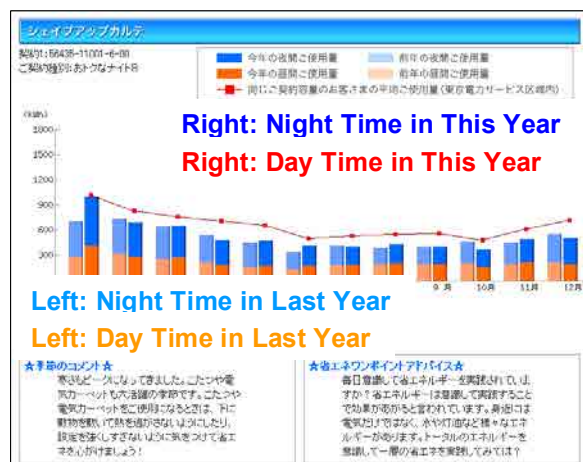 シェイプアップカルテ
契約1:56435-11001-6-00
ご契約種別:おトクなナイト8
今年の夜間ご使用量 前年の夜間ご使用量
今年の昼間ご使用量 前年の昼間ご使用量
同じご契約容量のお客さまの平均ご使用量(東京電力サービス区域内)
(kWh)
1800
1500
1200
900
600
300
Right: Night Time in This Year
Right: Day Time in This Year
9月 10月 11月 12月
Left: Night Time in Last Year
Left: Day Time in Last Year
★季節のコメント★
寒さもピークになってきました。こたつや電
気カーペットも大活躍の季節です。こたつや
電気カーペットをご使用になるときは、下に
敷物を敷いて熱を逃がさないようにしたり、
設定を強くしすぎないように気をつけて省エ
ネを心がけましょう!
★省エネワンポイントアドバイス★
毎日意識して省エネルギーを実践されていま
すか?省エネルギーは意識して実践すること
で効果があがると言われています。身近には
電気だけではなく、水や灯油など様々なエネ
ルギーがあります。トータルのエネルギーを
意識して一層の省エネを実践してみては?